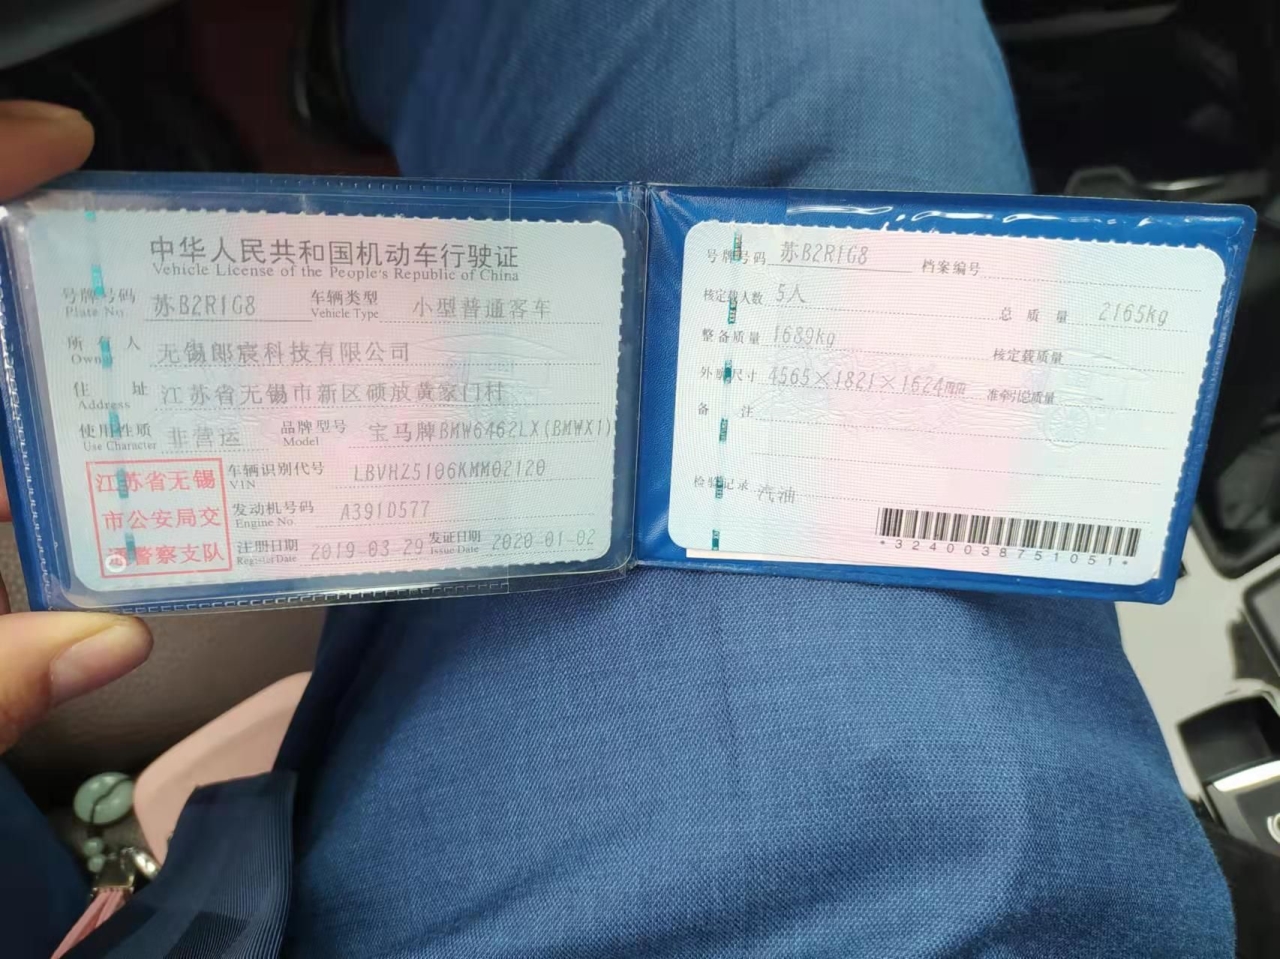 中华人民共和国机动车行驶证
Vehicle License of the People's Republic of China
号牌号码 Plate No 苏B2R1G8 车辆类型 Vehicle Type 小型普通客车
所有人 Owner 无锡郎宸科技有限公司
住址 Address 江苏省无锡市新区硕放黄家门村
使用性质 Use Character 非营运 品牌型号 Model 宝马牌BMW6462LX(BMWX1)
江苏省无锡
市公安局交
通警察支队
车辆识别代号 VIN LBVHZ5106KMM02120
发动机号码 Engine No A391D577
注册日期 Register Date 2019-03-29 发证日期 Issue Date 2020-01-02
号牌号码 苏B2R1G8 档案编号
核定载人数 5人 总质量 2165kg
整备质量 1689kg 核定载质量
外廓尺寸 4565×1821×1624mm 准牵引总质量
备注
检验记录 汽油
*3240038751051*